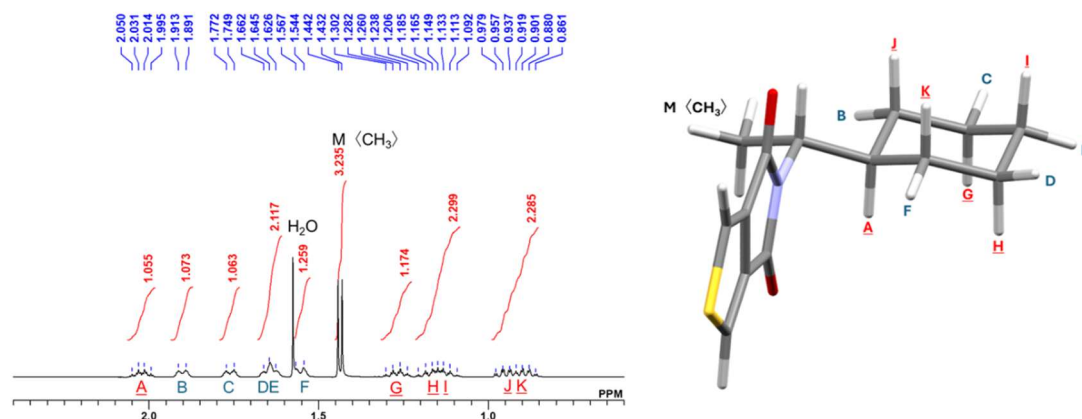 2.050 2.031 2.014 1.995 1.913 1.891 1.772 1.749 1.662 1.645 1.626 1.567 1.544 1.442 1.432 1.302 1.282 1.260 1.238 1.206 1.185 1.165 1.149 1.133 1.113 1.092 0.979 0.957 0.937 0.919 0.901 0.880 0.861
M〈CH₃〉
3.235
H₂O
1.055 1.073 1.063 2.117 1.259 1.174 2.299 2.285
A B C DE F G H I J K
PPM
2.0 1.5 1.0
J
I
C
K
M〈CH₃〉
B
D
F
G
A
H